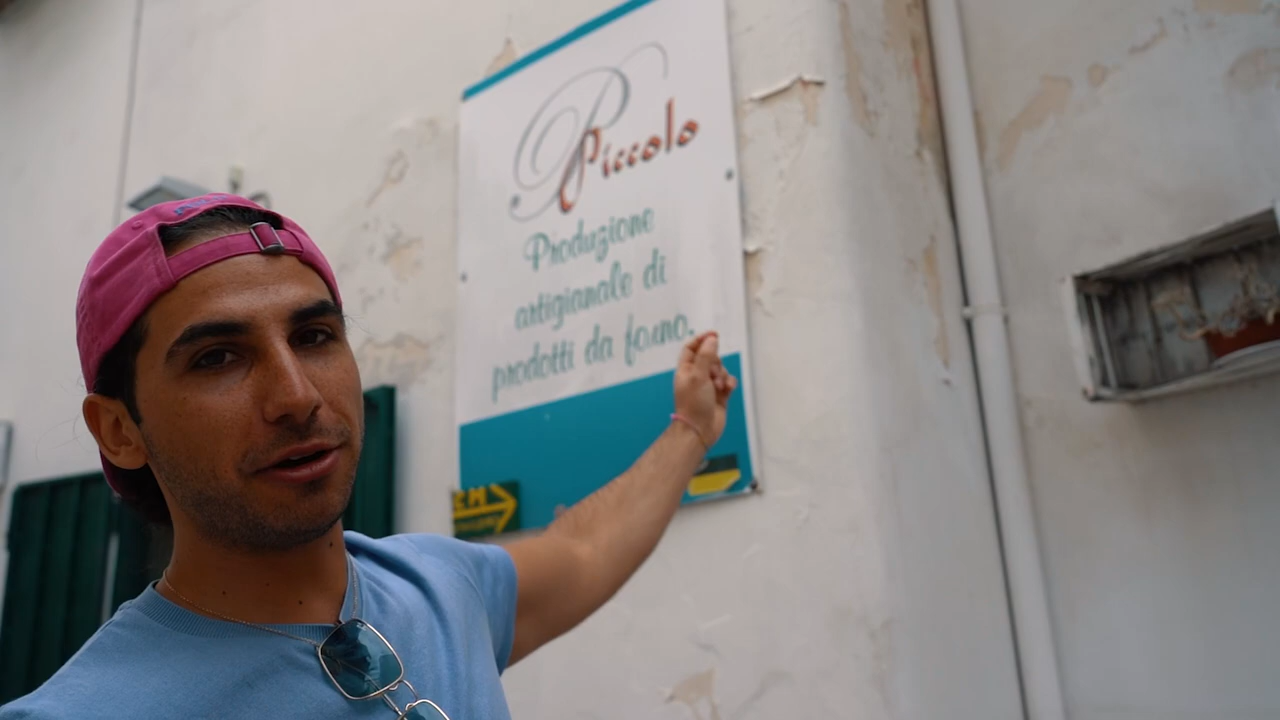 Piccolo
Produzione
artigianale di
prodotti da forno.